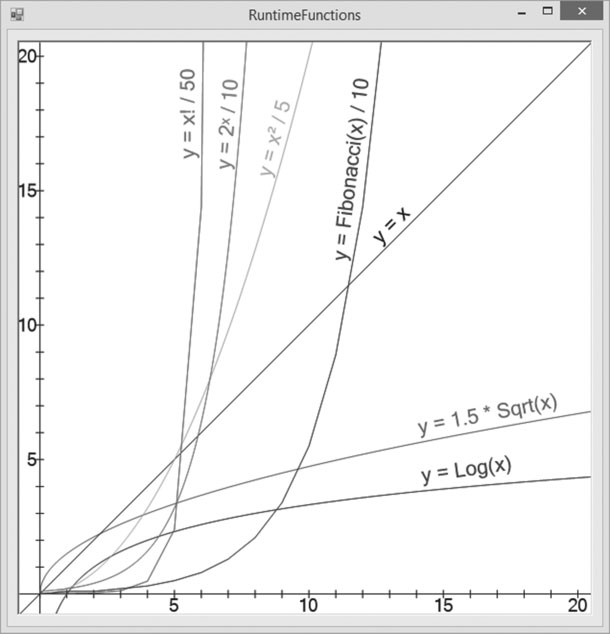 RuntimeFunctions
20
15
10
5
y = x! / 50
y = 2ˣ / 10
y = x² / 5
y = Fibonacci(x) / 10
y = x
y = 1.5 * Sqrt(x)
y = Log(x)
5
10
15
20